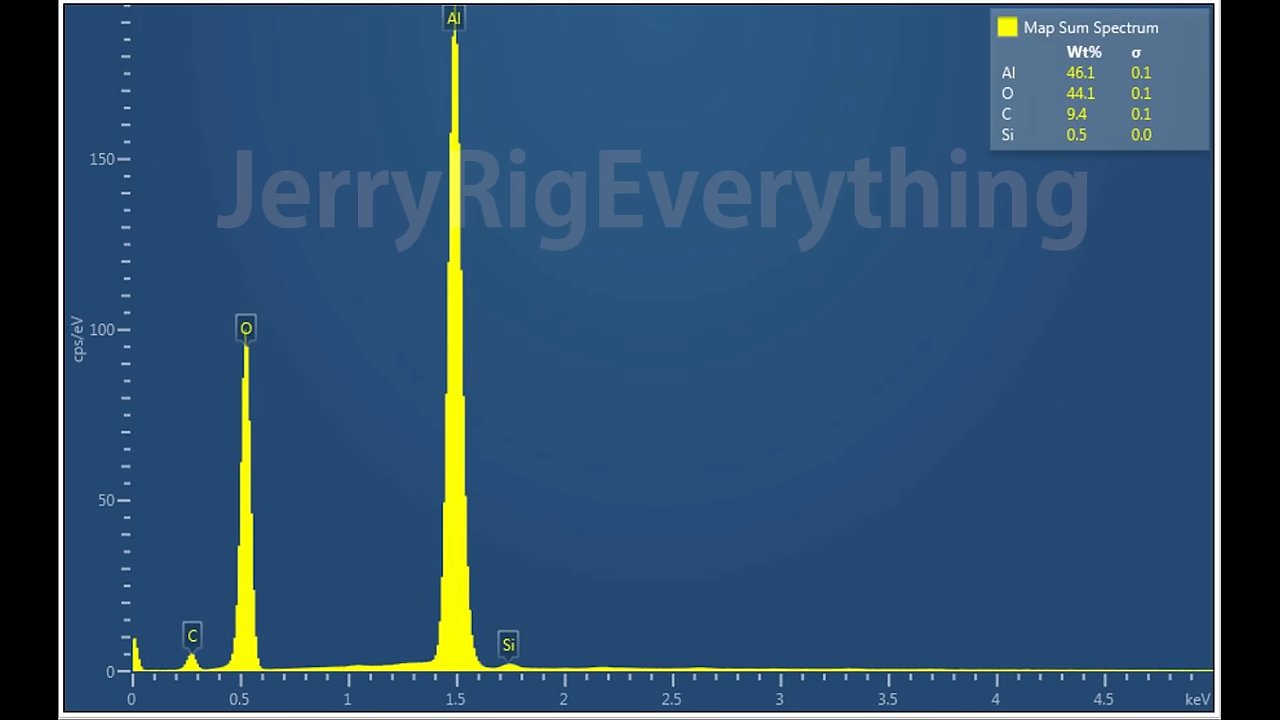 Al
Map Sum Spectrum
Wt% σ
Al 46.1 0.1
O 44.1 0.1
C 9.4 0.1
Si 0.5 0.0
150
JerryRigEverything
cps/eV
100
O
50
C
Si
0
0 0.5 1 1.5 2 2.5 3 3.5 4 4.5 keV